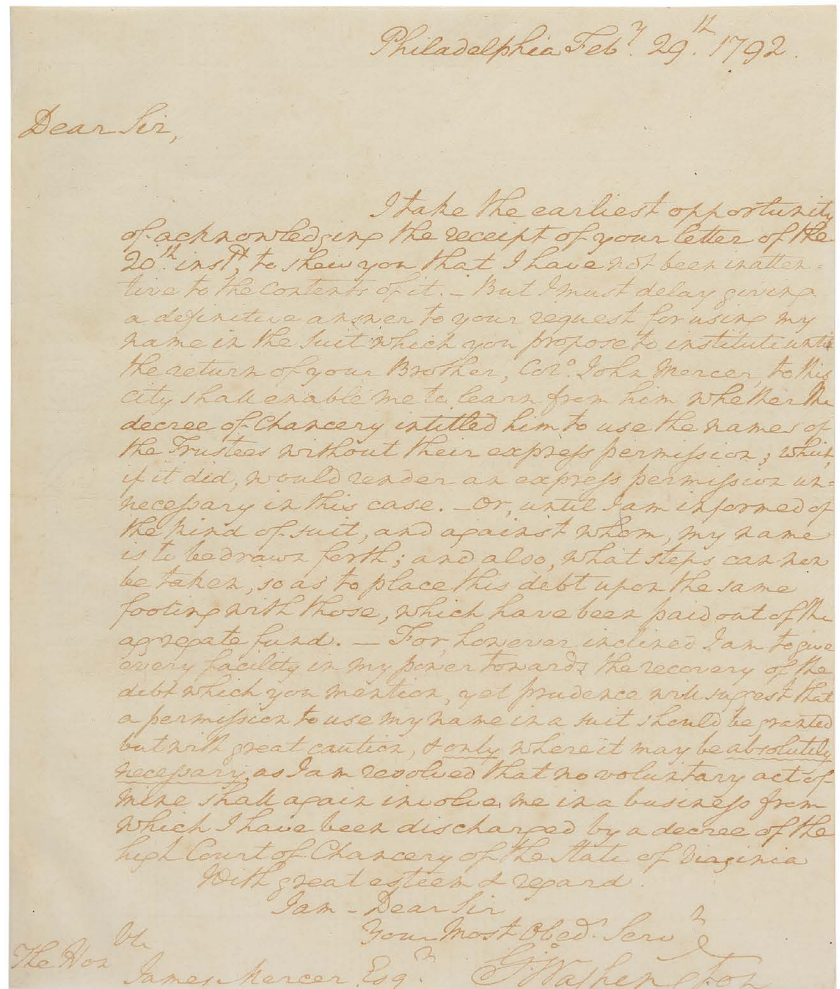 Philadelphia Feby. 29th. 1792.
Dear Sir,
I take the earliest opportunity
of acknowledging the receipt of your letter of the
20th. instt, to shew you that I have not been inatten-
tive to the contents of it. – But I must delay giving
a definitive answer to your request for using my
name in the suit which you propose to institute until
the return of your Brother, Colo. John Mercer, to this
city shall enable me to learn from him whether the
decree of Chancery intitled him to use the names of
the Trustees without their express permission; which,
if it did, would render an express permission un-
necessary in this case. – Or, until I am informed of
the kind of suit, and against whom, my name
is to be drawn forth; and also, what steps can now
be taken, so as to place this debt upon the same
footing with those, which have been paid out of the
aggregate fund. – For, however inclined I am to give
every facility in my power towards the recovery of the
debt which you mention, yet prudence will sugest that
a permission to use my name in a suit should be granted
but with great caution, & only where it may be absolutely
necessary, as I am resolved that no voluntary act of
mine shall again involve me in a business from
which I have been discharged by a decree of the
high Court of Chancery of the State of Virginia
With great esteem & regard
I am – Dear Sir
Your Most Obedt. Servt
The Honble
James Mercer Esqr.
Go: Washington